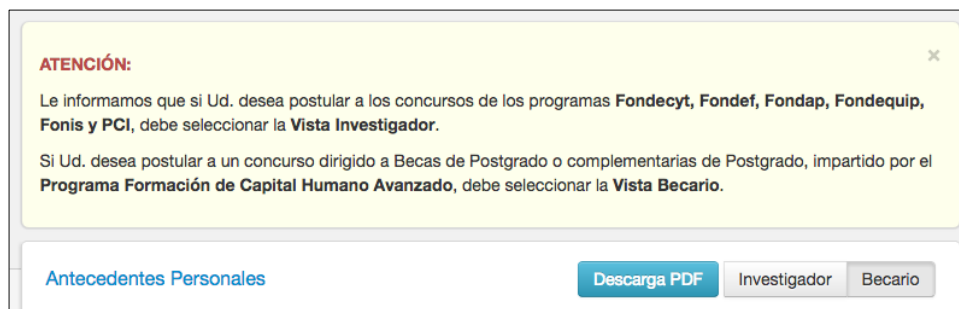 ATENCIÓN:
×
Le informamos que si Ud. desea postular a los concursos de los programas Fondecyt, Fondef, Fondap, Fondequip,
Fonis y PCI, debe seleccionar la Vista Investigador.
Si Ud. desea postular a un concurso dirigido a Becas de Postgrado o complementarias de Postgrado, impartido por el
Programa Formación de Capital Humano Avanzado, debe seleccionar la Vista Becario.
Antecedentes Personales
Descarga PDF
Investigador
Becario